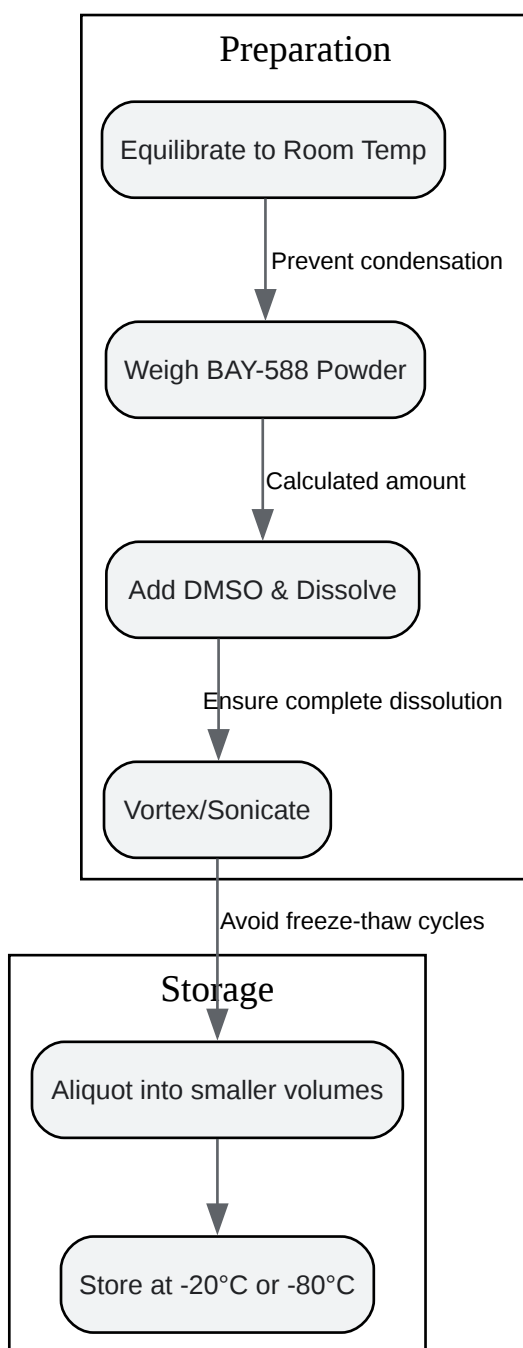 Preparation
Equilibrate to Room Temp
Prevent condensation
Weigh BAY-588 Powder
Calculated amount
Add DMSO & Dissolve
Ensure complete dissolution
Vortex/Sonicate
Avoid freeze-thaw cycles
Storage
Aliquot into smaller volumes
Store at -20°C or -80°C